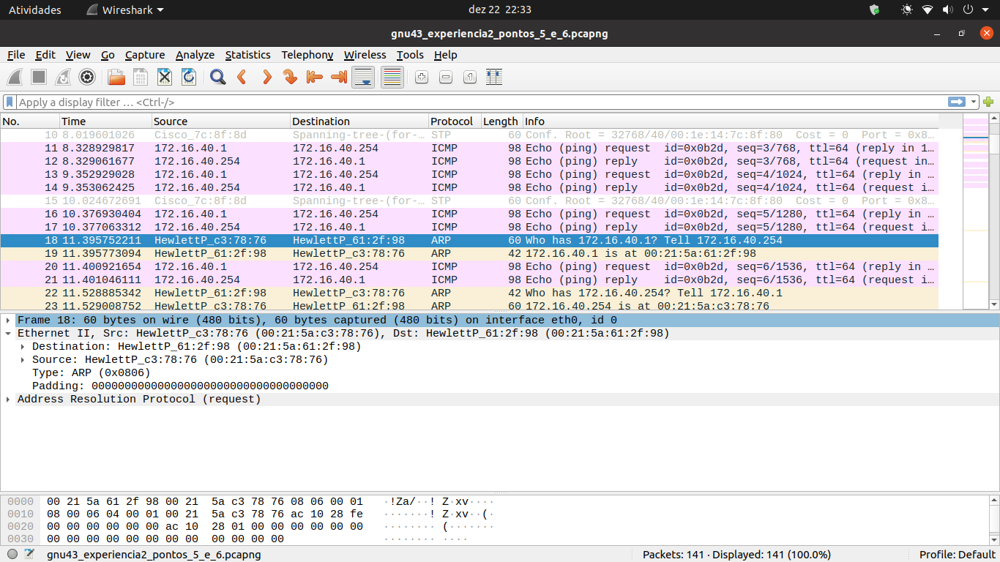 Atividades Wireshark dez 22 22:33
gnu43_experiencia2_pontos_5_e_6.pcapng
File Edit View Go Capture Analyze Statistics Telephony Wireless Tools Help
Apply a display filter … <Ctrl-/>
No. Time Source Destination Protocol Length Info
10 8.019601026 Cisco_7c:8f:8d Spanning-tree-(for-… STP 60 Conf. Root = 32768/40/00:1e:14:7c:8f:80 Cost = 0 Port = 0x8…
11 8.328929817 172.16.40.1 172.16.40.254 ICMP 98 Echo (ping) request id=0x0b2d, seq=3/768, ttl=64 (reply in 1…
12 8.329061677 172.16.40.254 172.16.40.1 ICMP 98 Echo (ping) reply id=0x0b2d, seq=3/768, ttl=64 (request in…
13 9.352929028 172.16.40.1 172.16.40.254 ICMP 98 Echo (ping) request id=0x0b2d, seq=4/1024, ttl=64 (reply in …
14 9.353062425 172.16.40.254 172.16.40.1 ICMP 98 Echo (ping) reply id=0x0b2d, seq=4/1024, ttl=64 (request i…
15 10.024672691 Cisco_7c:8f:8d Spanning-tree-(for-… STP 60 Conf. Root = 32768/40/00:1e:14:7c:8f:80 Cost = 0 Port = 0x8…
16 10.376930404 172.16.40.1 172.16.40.254 ICMP 98 Echo (ping) request id=0x0b2d, seq=5/1280, ttl=64 (reply in …
17 10.377063312 172.16.40.254 172.16.40.1 ICMP 98 Echo (ping) reply id=0x0b2d, seq=5/1280, ttl=64 (request i…
18 11.395752211 HewlettP_c3:78:76 HewlettP_61:2f:98 ARP 60 Who has 172.16.40.1? Tell 172.16.40.254
19 11.395773094 HewlettP_61:2f:98 HewlettP_c3:78:76 ARP 42 172.16.40.1 is at 00:21:5a:61:2f:98
20 11.400921654 172.16.40.1 172.16.40.254 ICMP 98 Echo (ping) request id=0x0b2d, seq=6/1536, ttl=64 (reply in …
21 11.401046111 172.16.40.254 172.16.40.1 ICMP 98 Echo (ping) reply id=0x0b2d, seq=6/1536, ttl=64 (request i…
22 11.528885342 HewlettP_61:2f:98 HewlettP_c3:78:76 ARP 42 Who has 172.16.40.254? Tell 172.16.40.1
23 11.529008752 HewlettP_c3:78:76 HewlettP_61:2f:98 ARP 60 172.16.40.254 is at 00:21:5a:c3:78:76
Frame 18: 60 bytes on wire (480 bits), 60 bytes captured (480 bits) on interface eth0, id 0
Ethernet II, Src: HewlettP_c3:78:76 (00:21:5a:c3:78:76), Dst: HewlettP_61:2f:98 (00:21:5a:61:2f:98)
Destination: HewlettP_61:2f:98 (00:21:5a:61:2f:98)
Source: HewlettP_c3:78:76 (00:21:5a:c3:78:76)
Type: ARP (0x0806)
Padding: 000000000000000000000000000000000000
Address Resolution Protocol (request)
0000 00 21 5a 61 2f 98 00 21 5a c3 78 76 08 06 00 01 ·!Za/··! Z·xv····
0010 08 00 06 04 00 01 00 21 5a c3 78 76 ac 10 28 fe ·······! Z·xv··(·
0020 00 00 00 00 00 00 ac 10 28 01 00 00 00 00 00 00 ········ (·······
0030 00 00 00 00 00 00 00 00 00 00 00 00 ········ ····
gnu43_experiencia2_pontos_5_e_6.pcapng Packets: 141 · Displayed: 141 (100.0%) Profile: Default